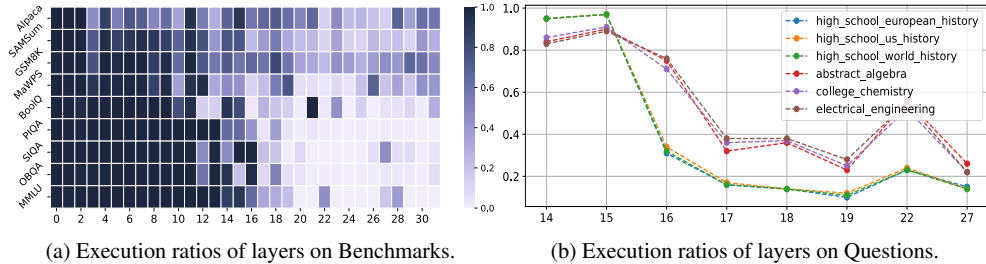 Alpaca
SAMSum
GSM8K
MaWPS
BoolQ
PIQA
SIQA
OBQA
MMLU
0 2 4 6 8 10 12 14 16 18 20 22 24 26 28 30
1.0
0.8
0.6
0.4
0.2
0.0
(a) Execution ratios of layers on Benchmarks.
1.0
0.8
0.6
0.4
0.2
14 15 16 17 18 19 22 27
high_school_european_history
high_school_us_history
high_school_world_history
abstract_algebra
college_chemistry
electrical_engineering
(b) Execution ratios of layers on Questions.